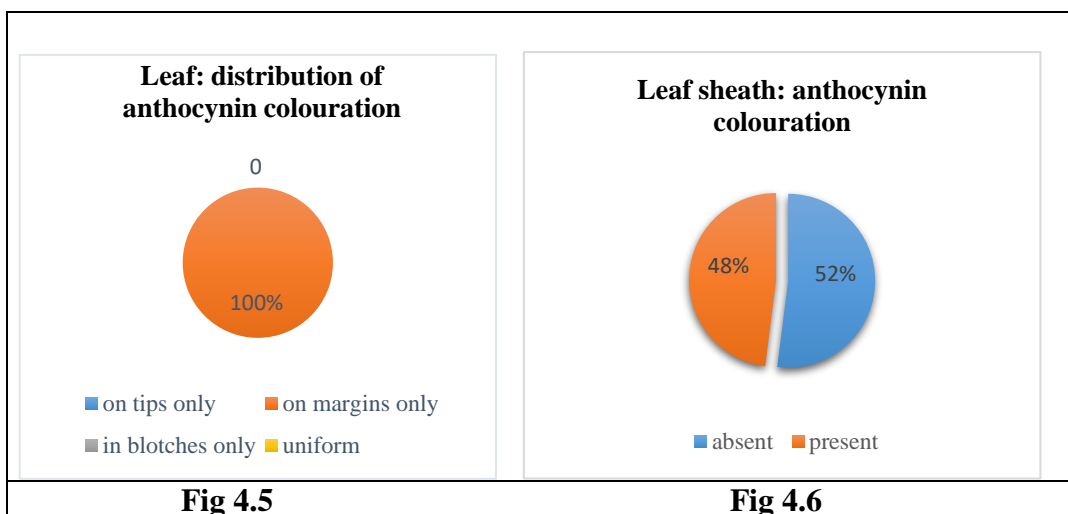 Leaf: distribution of
anthocynin colouration
0
100%
on tips only
on margins only
in blotches only
uniform
Fig 4.5
Leaf sheath: anthocynin
colouration
48%
52%
absent
present
Fig 4.6